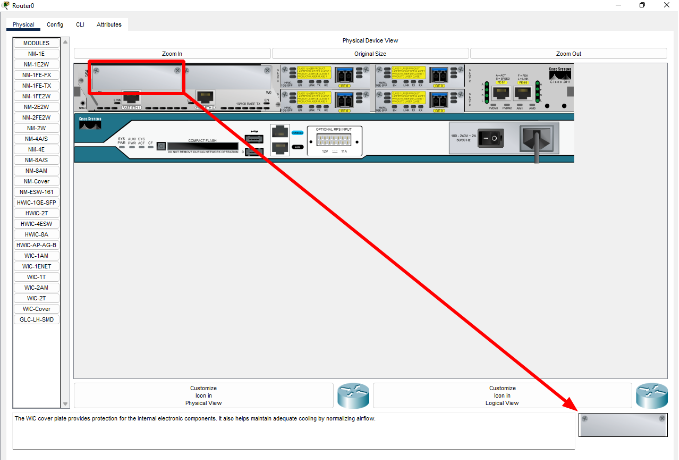 Router0
Physical Config CLI Attributes
MODULES
NM-1E
NM-1E2W
NM-1FE-FX
NM-1FE-TX
NM-1FE2W
NM-2E2W
NM-2FE2W
NM-2W
NM-4A/S
NM-4E
NM-8A/S
NM-8AM
NM-Cover
NM-ESW-161
HWIC-1GE-SFP
HWIC-2T
HWIC-4ESW
HWIC-8A
HWIC-AP-AG-B
WIC-1AM
WIC-1ENET
WIC-1T
WIC-2AM
WIC-2T
WIC-Cover
GLC-LH-SMD
Physical Device View
Zoom In Original Size Zoom Out
Cisco Systems
Cisco Systems
COMPACT FLASH
OPTIONAL RPS INPUT
Customize
Icon in
Physical View
Customize
Icon in
Logical View
The WIC cover plate provides protection for the internal electronic components. It also helps maintain adequate cooling by normalizing airflow.